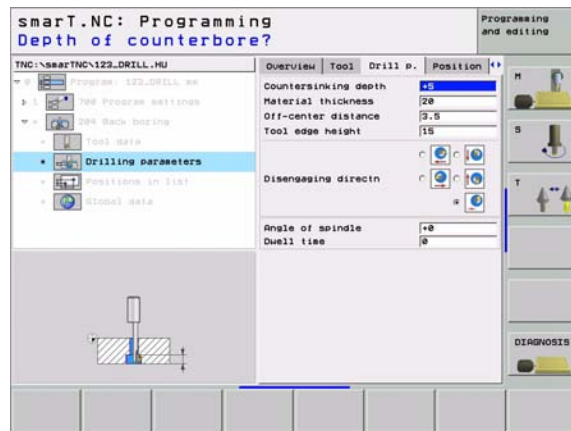 smarT.NC: Programming
Depth of counterbore?
Programming
and editing
TNC:\smarTNC\123_DRILL.HU
0 Program: 123_DRILL mm
1 700 Program settings
204 Back boring
Tool data
Drilling parameters
Positions in list
Global data
Overview Tool Drill p. Position
Countersinking depth +5
Material thickness 20
Off-center distance 3.5
Tool edge height 15
Disengaging directn
Angle of spindle +0
Dwell time 0
M
S
T
DIAGNOSIS